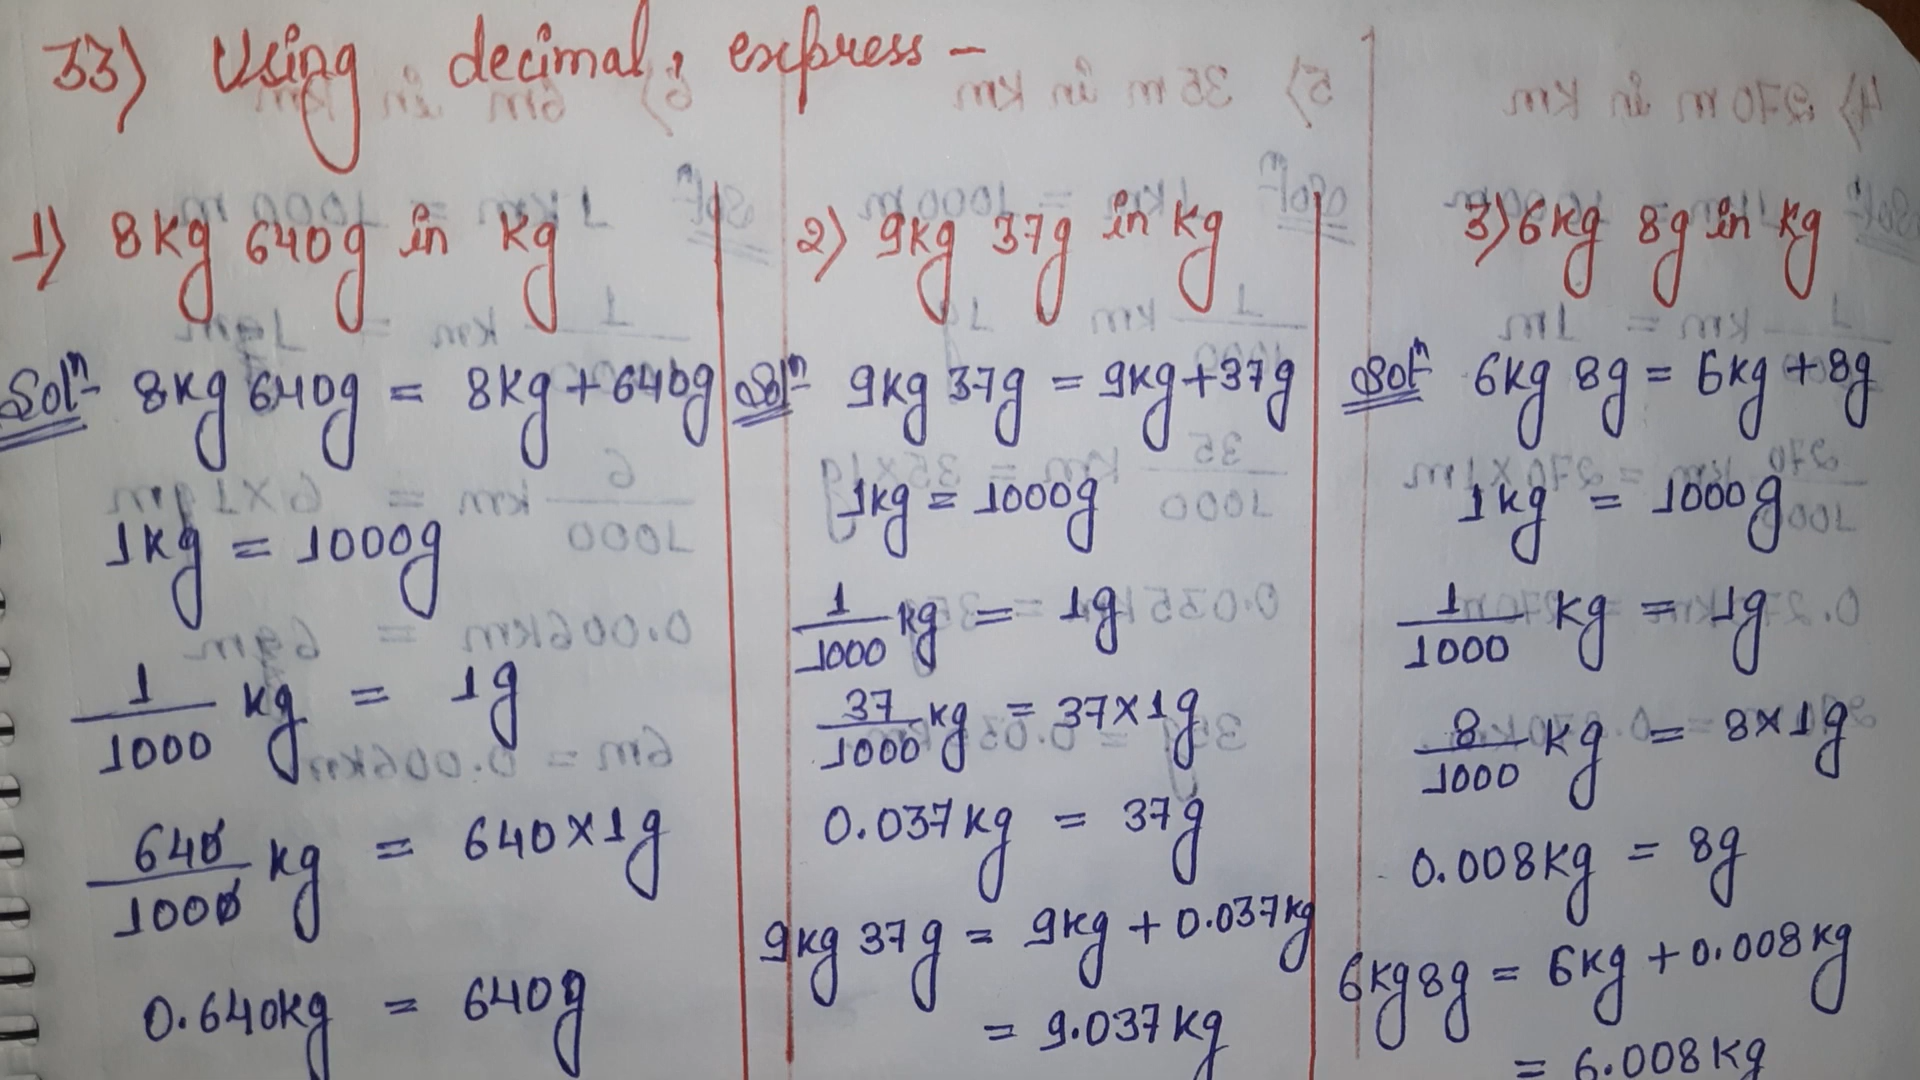 33) Using decimal, express -
1) 8kg 640g in kg
Solⁿ- 8kg 640g = 8kg + 640g
1kg = 1000g
1/1000 kg = 1g
640/1000 kg = 640×1g
0.640kg = 640g
2) 9kg 37g in kg
Solⁿ- 9kg 37g = 9kg + 37g
1kg = 1000g
1/1000 kg = 1g
37/1000 kg = 37×1g
0.037kg = 37g
9kg 37g = 9kg + 0.037kg
= 9.037kg
3) 6kg 8g in kg
Solⁿ- 6kg 8g = 6kg + 8g
1kg = 1000g
1/1000 kg = 1g
8/1000 kg = 8×1g
0.008kg = 8g
6kg 8g = 6kg + 0.008kg
= 6.008kg